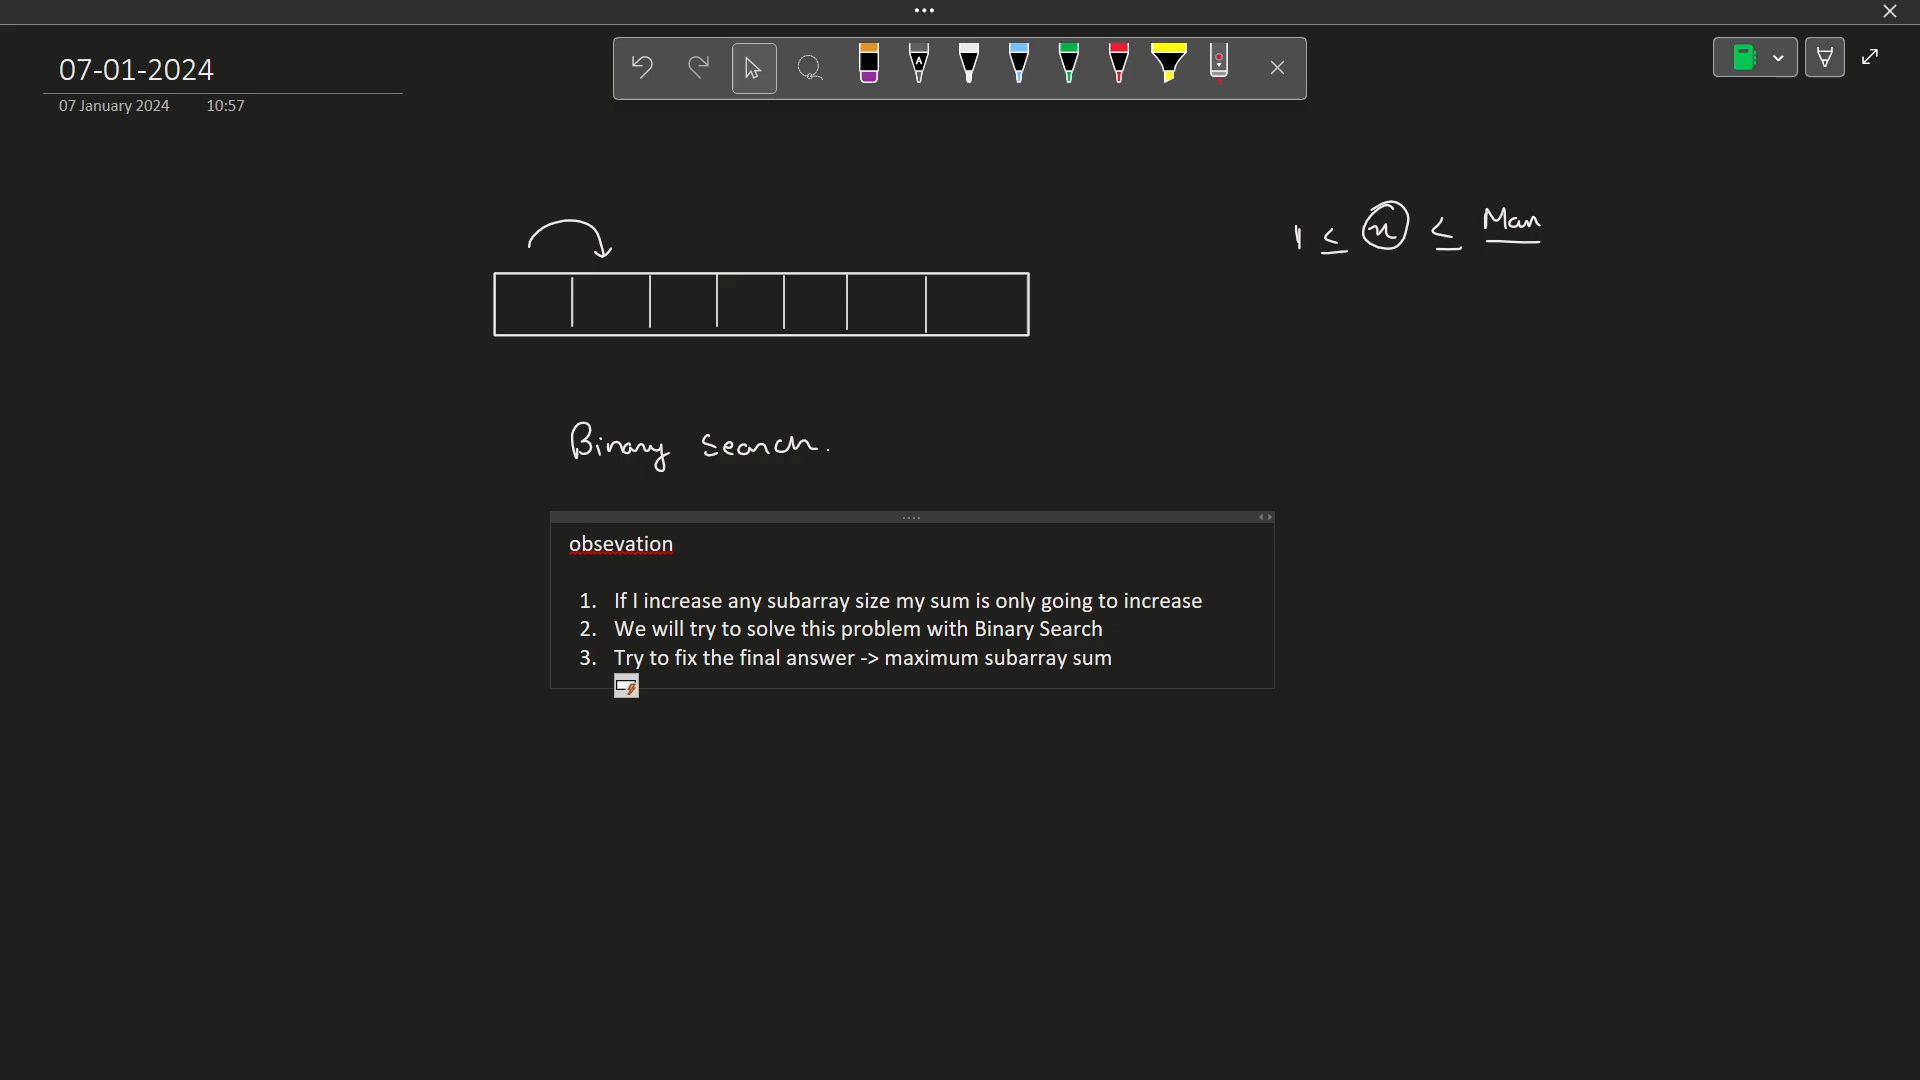 07-01-2024
07 January 2024 10:57
1 ≤ x ≤ Max
Binary Search.
obsevation
1. If I increase any subarray size my sum is only going to increase
2. We will try to solve this problem with Binary Search
3. Try to fix the final answer -> maximum subarray sum